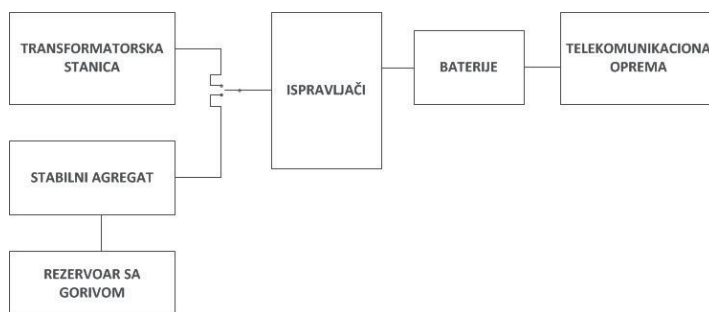 TRANSFORMATORSKA
STANICA
ISPRAVLJAČI
BATERIJE
TELEKOMUNIKACIONA
OPREMA
STABILNI AGREGAT
REZERVOAR SA
GORIVOM